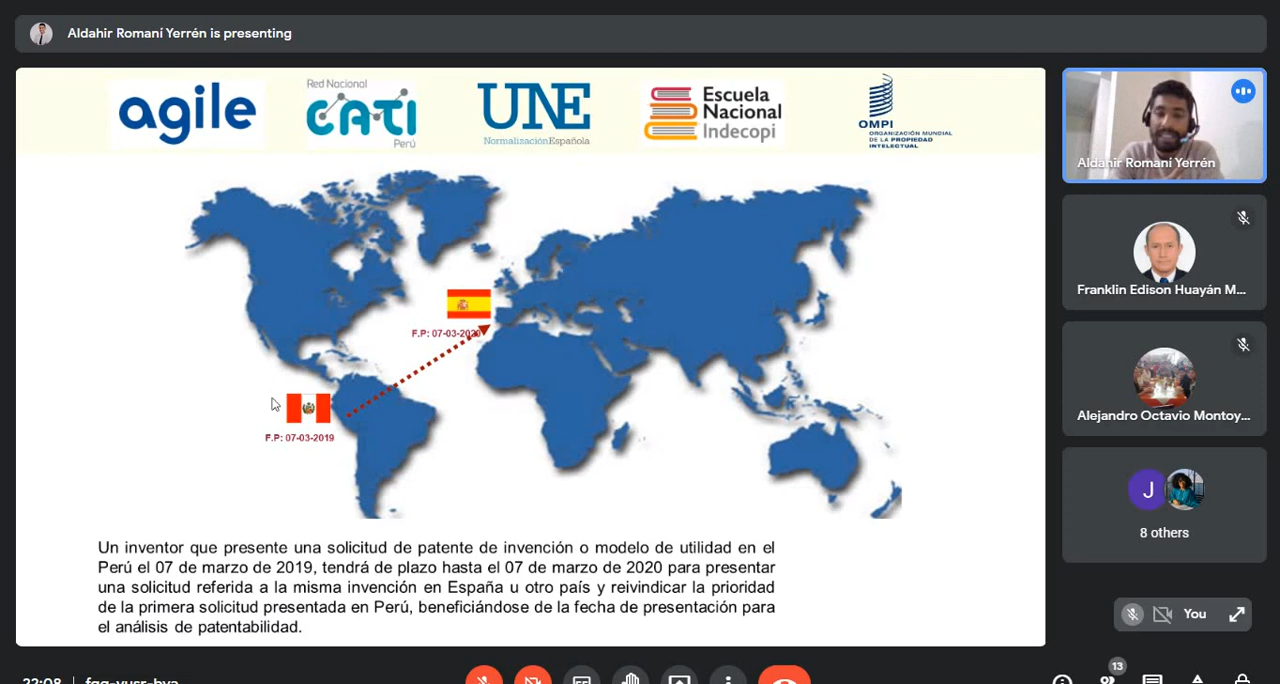 Aldahir Romaní Yerrén is presenting
agile
Red Nacional
CATI
Perú
UNE
NormalizaciónEspañola
Escuela
Nacional
Indecopi
OMPI
ORGANIZACIÓN MUNDIAL
DE LA PROPIEDAD
INTELECTUAL
F.P: 07-03-2020
F.P: 07-03-2019
Un inventor que presente una solicitud de patente de invención o modelo de utilidad en el
Perú el 07 de marzo de 2019, tendrá de plazo hasta el 07 de marzo de 2020 para presentar
una solicitud referida a la misma invención en España u otro país y reivindicar la prioridad
de la primera solicitud presentada en Perú, beneficiándose de la fecha de presentación para
el análisis de patentabilidad.
Aldahir Romaní Yerrén
Franklin Edison Huayán M...
Alejandro Octavio Montoy...
J
8 others
You
13
22:08